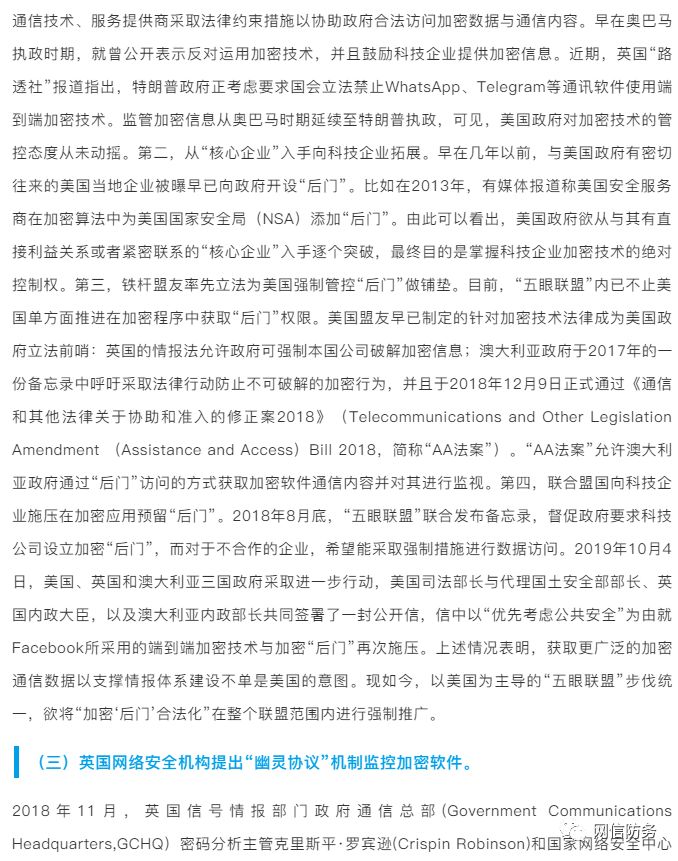 通信技术、服务提供商采取法律约束措施以协助政府合法访问加密数据与通信内容。早在奥巴马
执政时期，就曾公开表示反对运用加密技术，并且鼓励科技企业提供加密信息。近期，英国“路
透社”报道指出，特朗普政府正考虑要求国会立法禁止WhatsApp、Telegram等通讯软件使用端
到端加密技术。监管加密信息从奥巴马时期延续至特朗普执政，可见，美国政府对加密技术的管
控态度从未动摇。第二，从“核心企业”入手向科技企业拓展。早在几年以前，与美国政府有密切
往来的美国当地企业被曝早已向政府开设“后门”。比如在2013年，有媒体报道称美国安全服务
商在加密算法中为美国国家安全局（NSA）添加“后门”。由此可以看出，美国政府欲从与其有直
接利益关系或者紧密联系的“核心企业”入手逐个突破，最终目的是掌握科技企业加密技术的绝对
控制权。第三，铁杆盟友率先立法为美国强制管控“后门”做铺垫。目前，“五眼联盟”内已不止美
国单方面推进在加密程序中获取“后门”权限。美国盟友早已制定的针对加密技术法律成为美国政
府立法前哨：英国的情报法允许政府可强制本国公司破解加密信息；澳大利亚政府于2017年的一
份备忘录中呼吁采取法律行动防止不可破解的加密行为，并且于2018年12月9日正式通过《通信
和其他法律关于协助和准入的修正案2018》（Telecommunications and Other Legislation
Amendment （Assistance and Access）Bill 2018，简称“AA法案”）。“AA法案”允许澳大利
亚政府通过“后门”访问的方式获取加密软件通信内容并对其进行监视。第四，联合盟国向科技企
业施压在加密应用预留“后门”。2018年8月底，“五眼联盟”联合发布备忘录，督促政府要求科技
公司设立加密“后门”，而对于不合作的企业，希望能采取强制措施进行数据访问。2019年10月4
日，美国、英国和澳大利亚三国政府采取进一步行动，美国司法部长与代理国土安全部部长、英
国内政大臣，以及澳大利亚内政部长共同签署了一封公开信，信中以“优先考虑公共安全”为由就
Facebook所采用的端到端加密技术与加密“后门”再次施压。上述情况表明，获取更广泛的加密
通信数据以支撑情报体系建设不单是美国的意图。现如今，以美国为主导的“五眼联盟”步伐统
一，欲将“加密‘后门’合法化”在整个联盟范围内进行强制推广。
（三）英国网络安全机构提出“幽灵协议”机制监控加密软件。
2018年11月，英国信号情报部门政府通信总部(Government Communications
Headquarters,GCHQ）密码分析主管克里斯平·罗宾逊(Crispin Robinson)和国家网络安全中心
网信防务